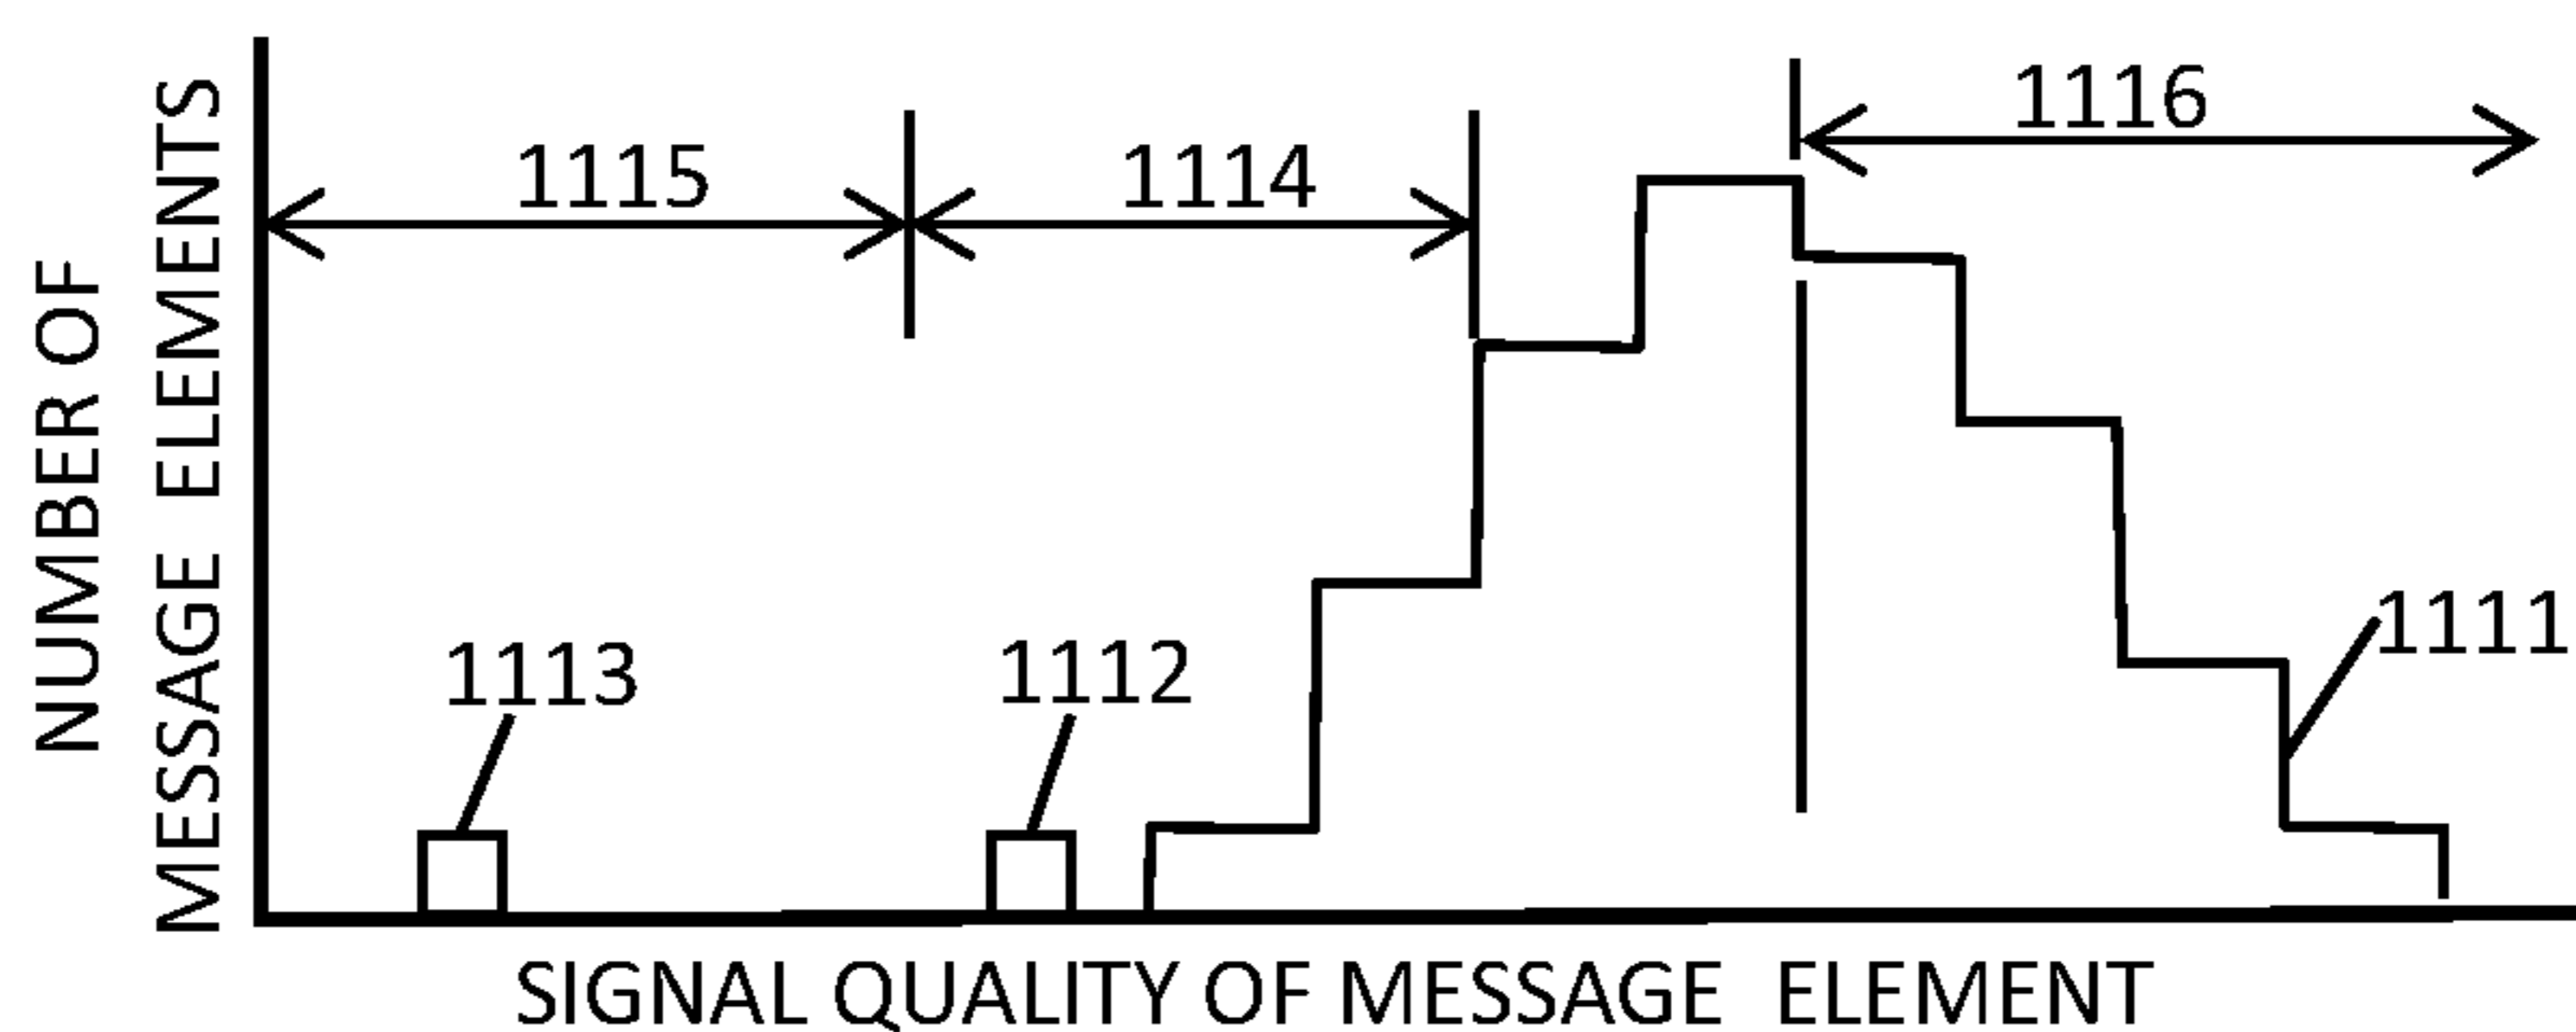 NUMBER OF
MESSAGE ELEMENTS
1116
1115
1114
1111
1113
1112
SIGNAL QUALITY OF MESSAGE ELEMENT